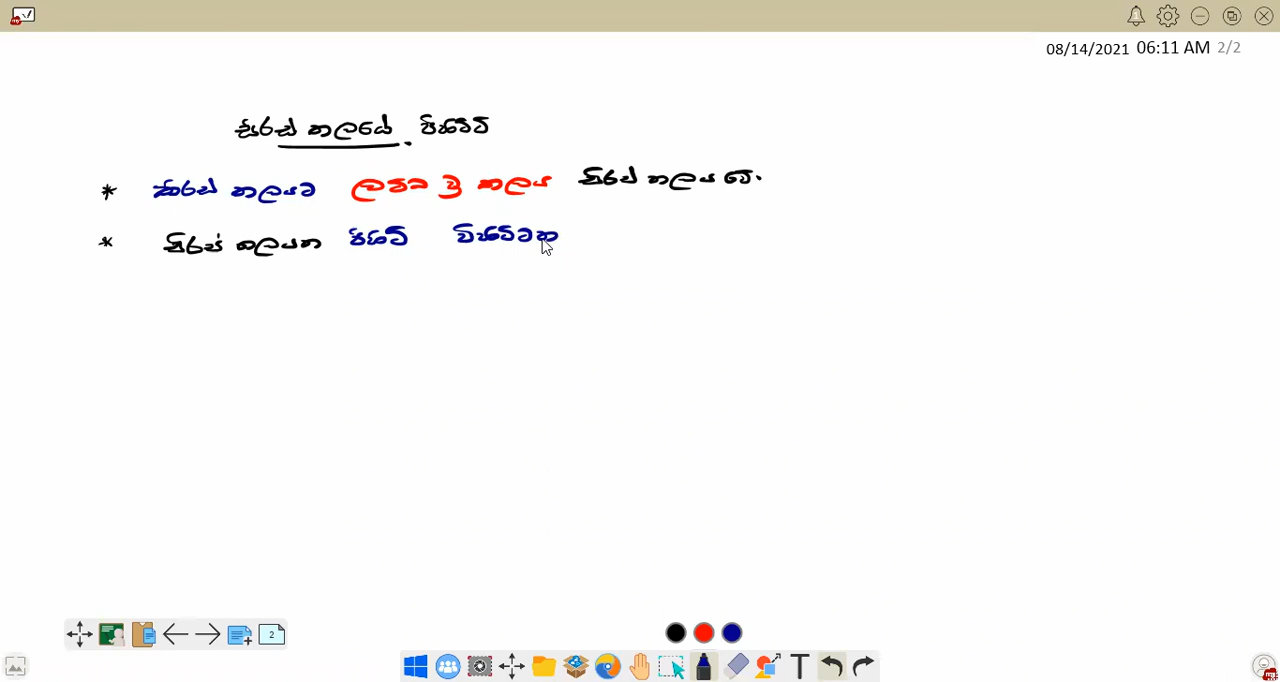 08/14/2021 06:11 AM 2/2
සිරස් තලයේ පිහිටි
* තිරස් තලයට ලම්බ වූ තලය සිරස් තලය වේ.
* සිරස් තලයක පිහිටි
2